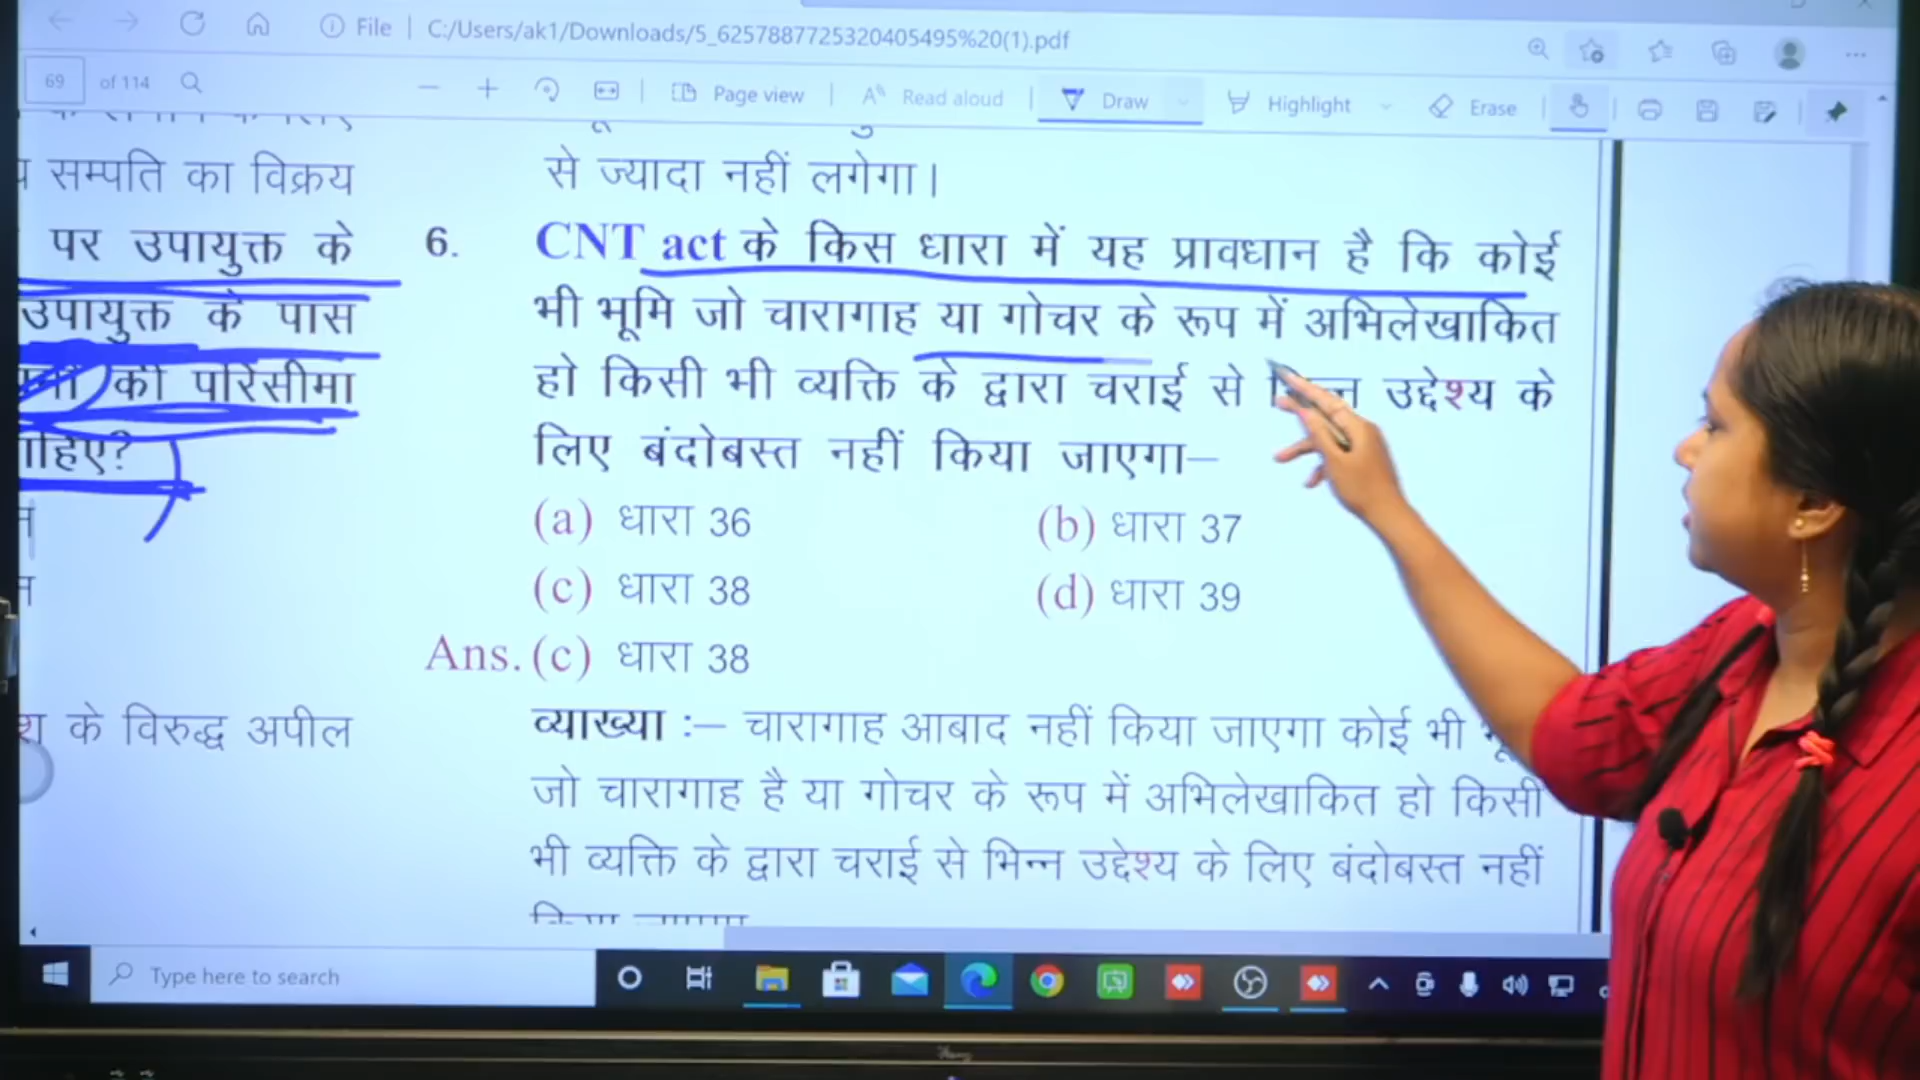 File | C:/Users/ak1/Downloads/5_6257887725320405495%20(1).pdf
69 of 114 Page view Read aloud Draw Highlight Erase
सम्पति का विक्रय
पर उपायुक्त के
उपायुक्त के पास
की परिसीमा
के विरुद्ध अपील
से ज्यादा नहीं लगेगा।
6. CNT act के किस धारा में यह प्रावधान है कि कोई
भी भूमि जो चारागाह या गोचर के रूप में अभिलेखाकित
हो किसी भी व्यक्ति के द्वारा चराई से भिन्न उद्देश्य के
लिए बंदोबस्त नहीं किया जाएगा–
(a) धारा 36 (b) धारा 37
(c) धारा 38 (d) धारा 39
Ans. (c) धारा 38
व्याख्या :– चारागाह आबाद नहीं किया जाएगा कोई भी
जो चारागाह है या गोचर के रूप में अभिलेखाकित हो किसी
भी व्यक्ति के द्वारा चराई से भिन्न उद्देश्य के लिए बंदोबस्त नहीं
Type here to search